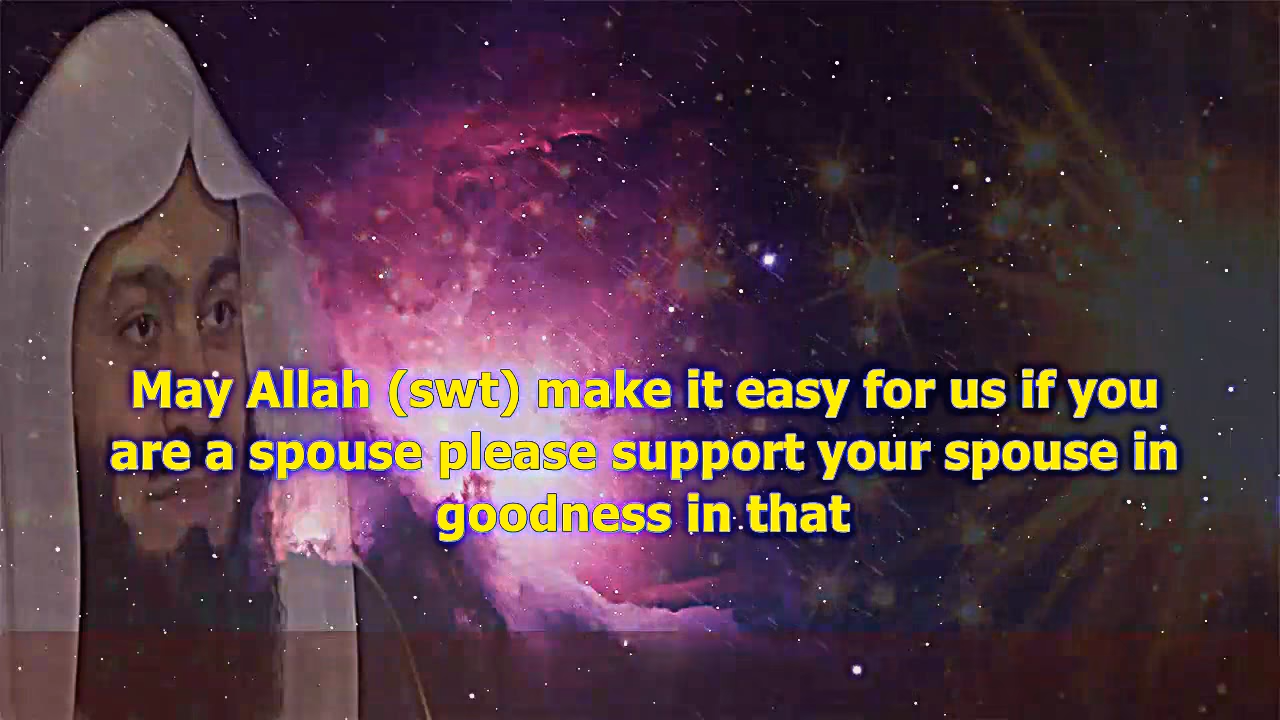 May Allah (swt) make it easy for us if you
are a spouse please support your spouse in
goodness in that